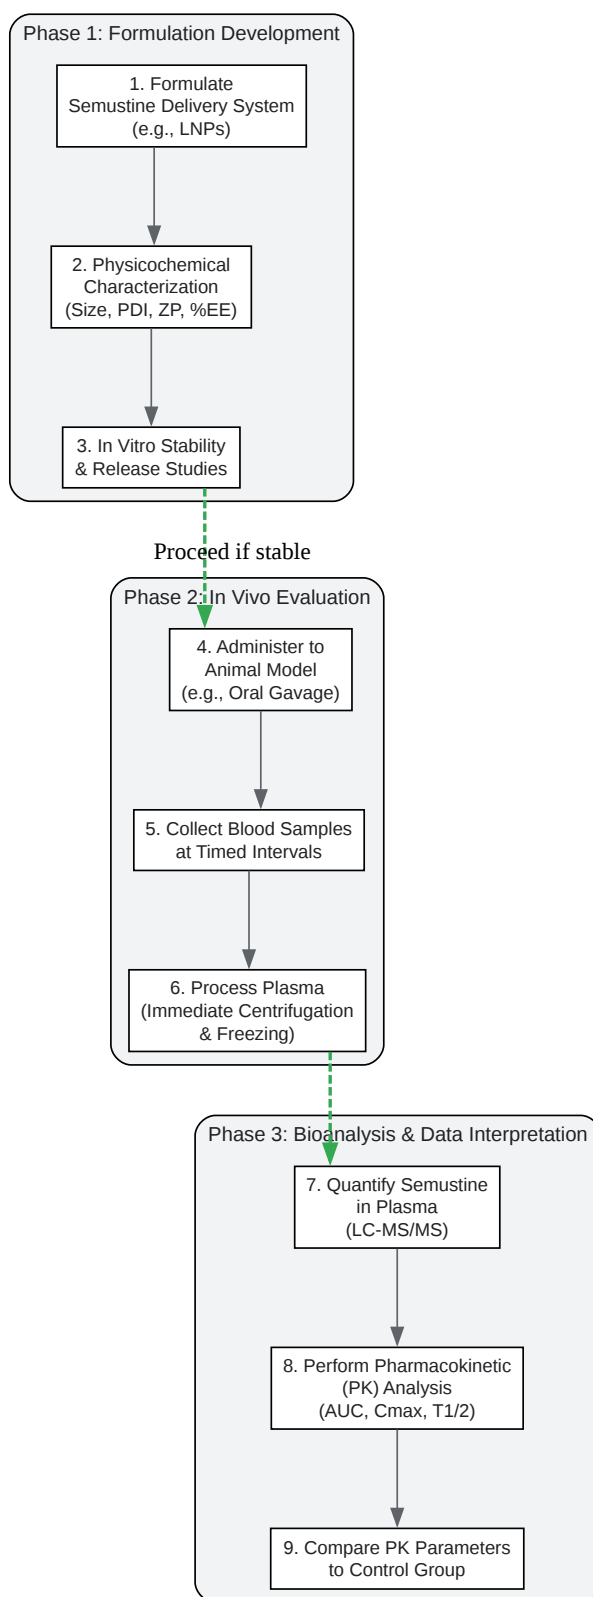 Phase 1: Formulation Development
1. Formulate
Semustine Delivery System
(e.g., LNPs)
2. Physicochemical
Characterization
(Size, PDI, ZP, %EE)
3. In Vitro Stability
& Release Studies
Proceed if stable
Phase 2: In Vivo Evaluation
4. Administer to
Animal Model
(e.g., Oral Gavage)
5. Collect Blood Samples
at Timed Intervals
6. Process Plasma
(Immediate Centrifugation
& Freezing)
Phase 3: Bioanalysis & Data Interpretation
7. Quantify Semustine
in Plasma
(LC-MS/MS)
8. Perform Pharmacokinetic
(PK) Analysis
(AUC, Cmax, T1/2)
9. Compare PK Parameters
to Control Group